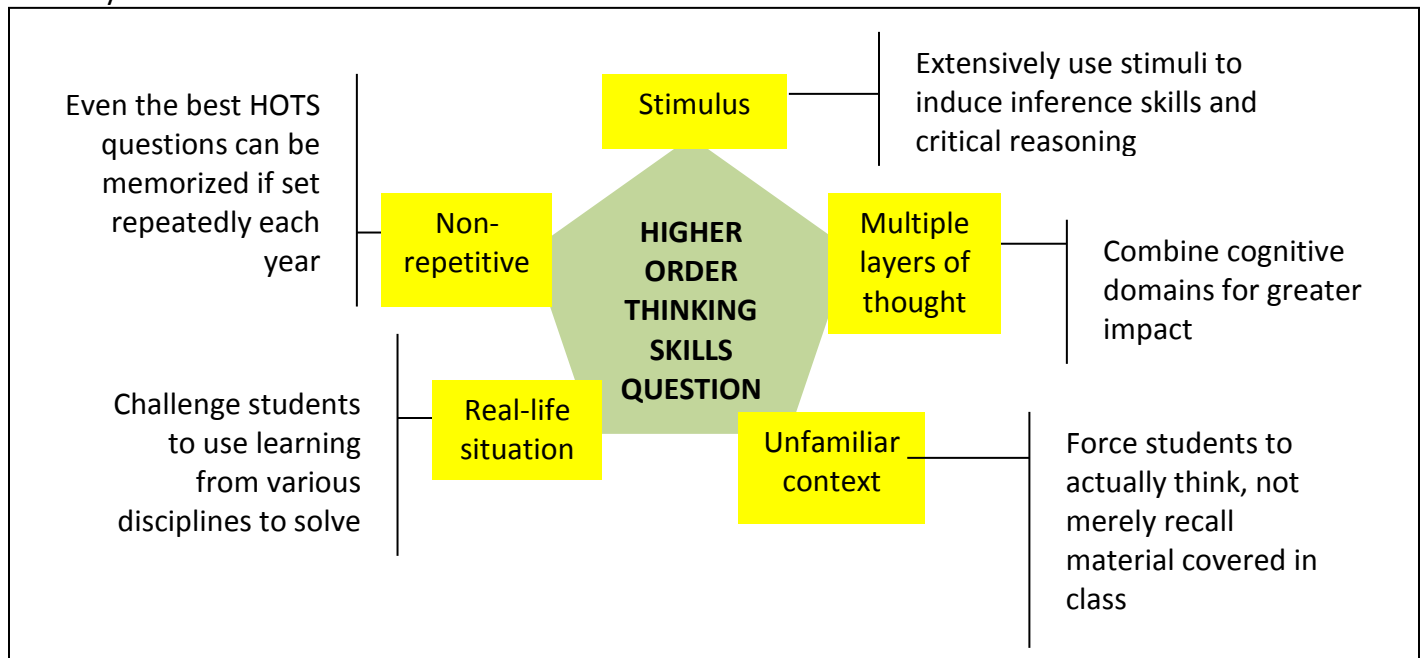 HIGHER
ORDER
THINKING
SKILLS
QUESTION
Stimulus
Extensively use stimuli to
induce inference skills and
critical reasoning
Multiple
layers of
thought
Combine cognitive
domains for greater
impact
Unfamiliar
context
Force students to
actually think, not
merely recall
material covered in
class
Real-life
situation
Challenge students
to use learning
from various
disciplines to solve
Non-
repetitive
Even the best HOTS
questions can be
memorized if set
repeatedly each
year